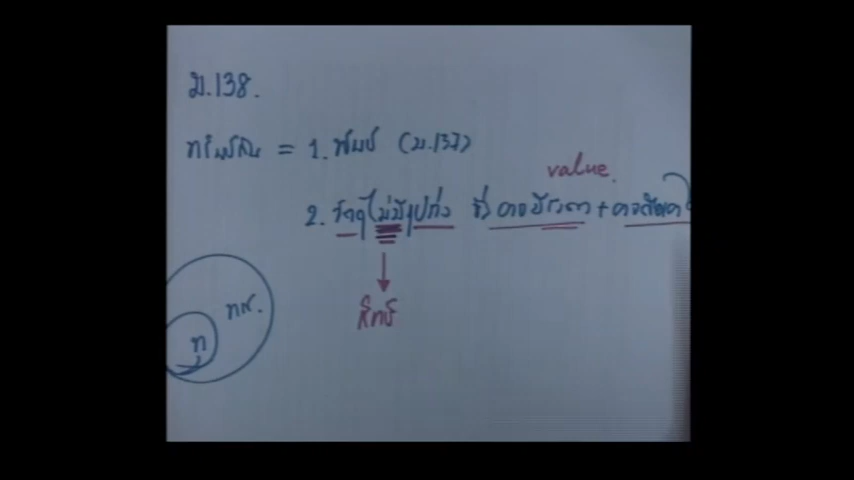 ม.138.
ทรัพย์สิน = 1. ทรัพย์ (ม.137)
value.
2. วัตถุไม่มีรูปร่าง ซึ่ง อาจมีราคา + อาจถือเอาไ
สิทธิ
ทส.
ท